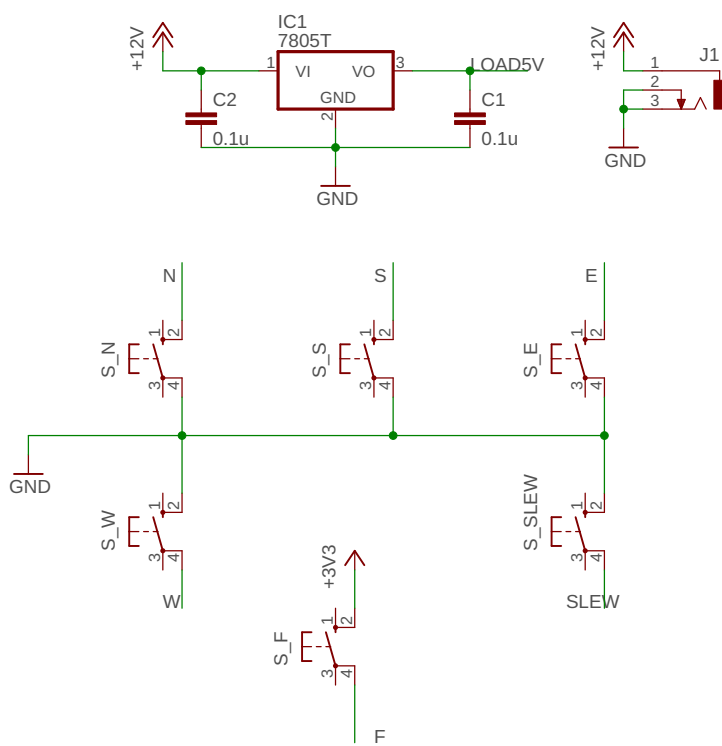 IC1
7805T
+12V
1
VI
VO
3
LOAD5V
GND
2
C2
0.1u
C1
0.1u
GND
+12V
J1
1
2
3
GND
N
S
E
S_N
1
2
3
4
S_S
1
2
3
4
S_E
1
2
3
4
GND
S_W
1
2
3
4
W
S_SLEW
1
2
3
4
SLEW
+3V3
S_F
1
2
3
4
F